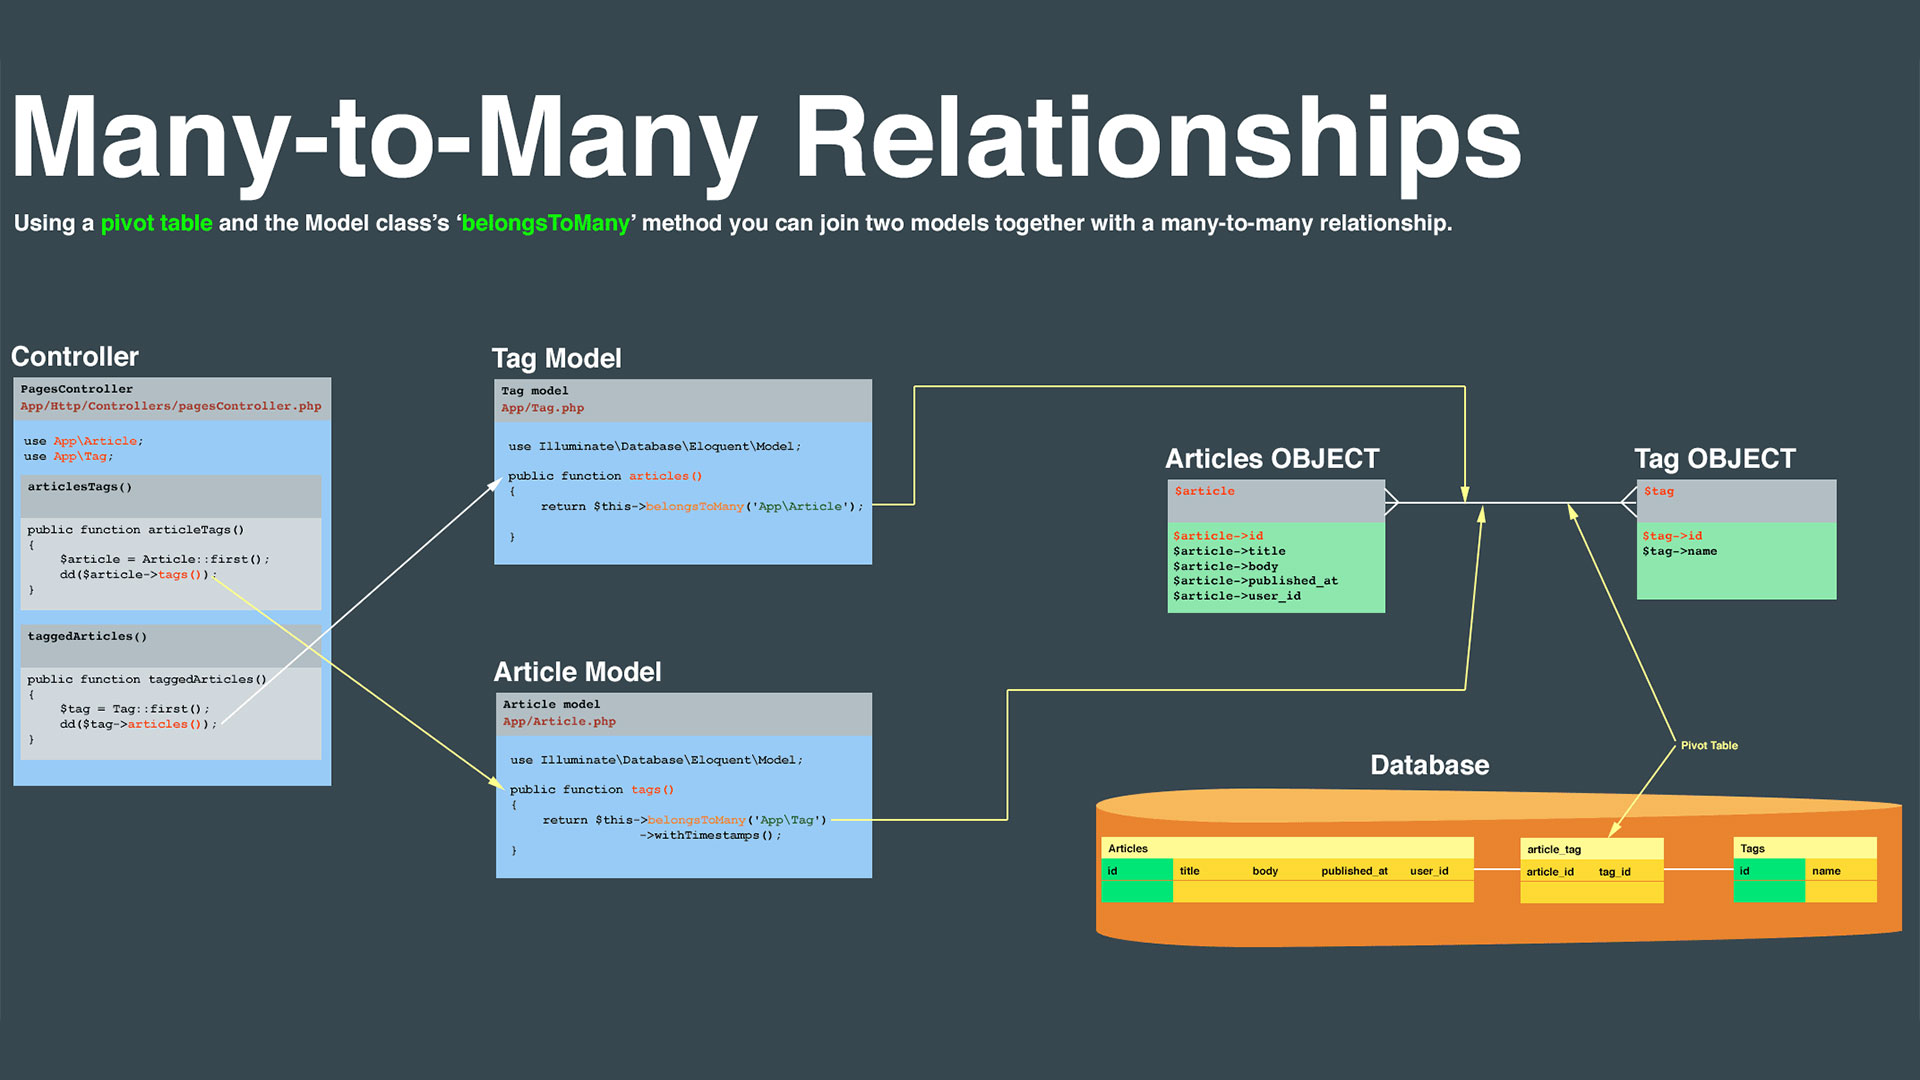 Many-to-Many Relationships
Using a pivot table and the Model class's ‘belongsToMany’ method you can join two models together with a many-to-many relationship.
Controller
PagesController
App/Http/Controllers/pagesController.php
use App\Article;
use App\Tag;
articlesTags()
public function articleTags()
{
$article = Article::first();
dd($article->tags());
}
taggedArticles()
public function taggedArticles()
{
$tag = Tag::first();
dd($tag->articles());
}
Tag Model
Tag model
App/Tag.php
use Illuminate\Database\Eloquent\Model;
public function articles()
{
return $this->belongsToMany('App\Article');
}
Article Model
Article model
App/Article.php
use Illuminate\Database\Eloquent\Model;
public function tags()
{
return $this->belongsToMany('App\Tag')
->withTimestamps();
}
Articles OBJECT
$article
$article->id
$article->title
$article->body
$article->published_at
$article->user_id
Tag OBJECT
$tag
$tag->id
$tag->name
Pivot Table
Database
Articles
id title body published_at user_id
article_tag
article_id tag_id
Tags
id name